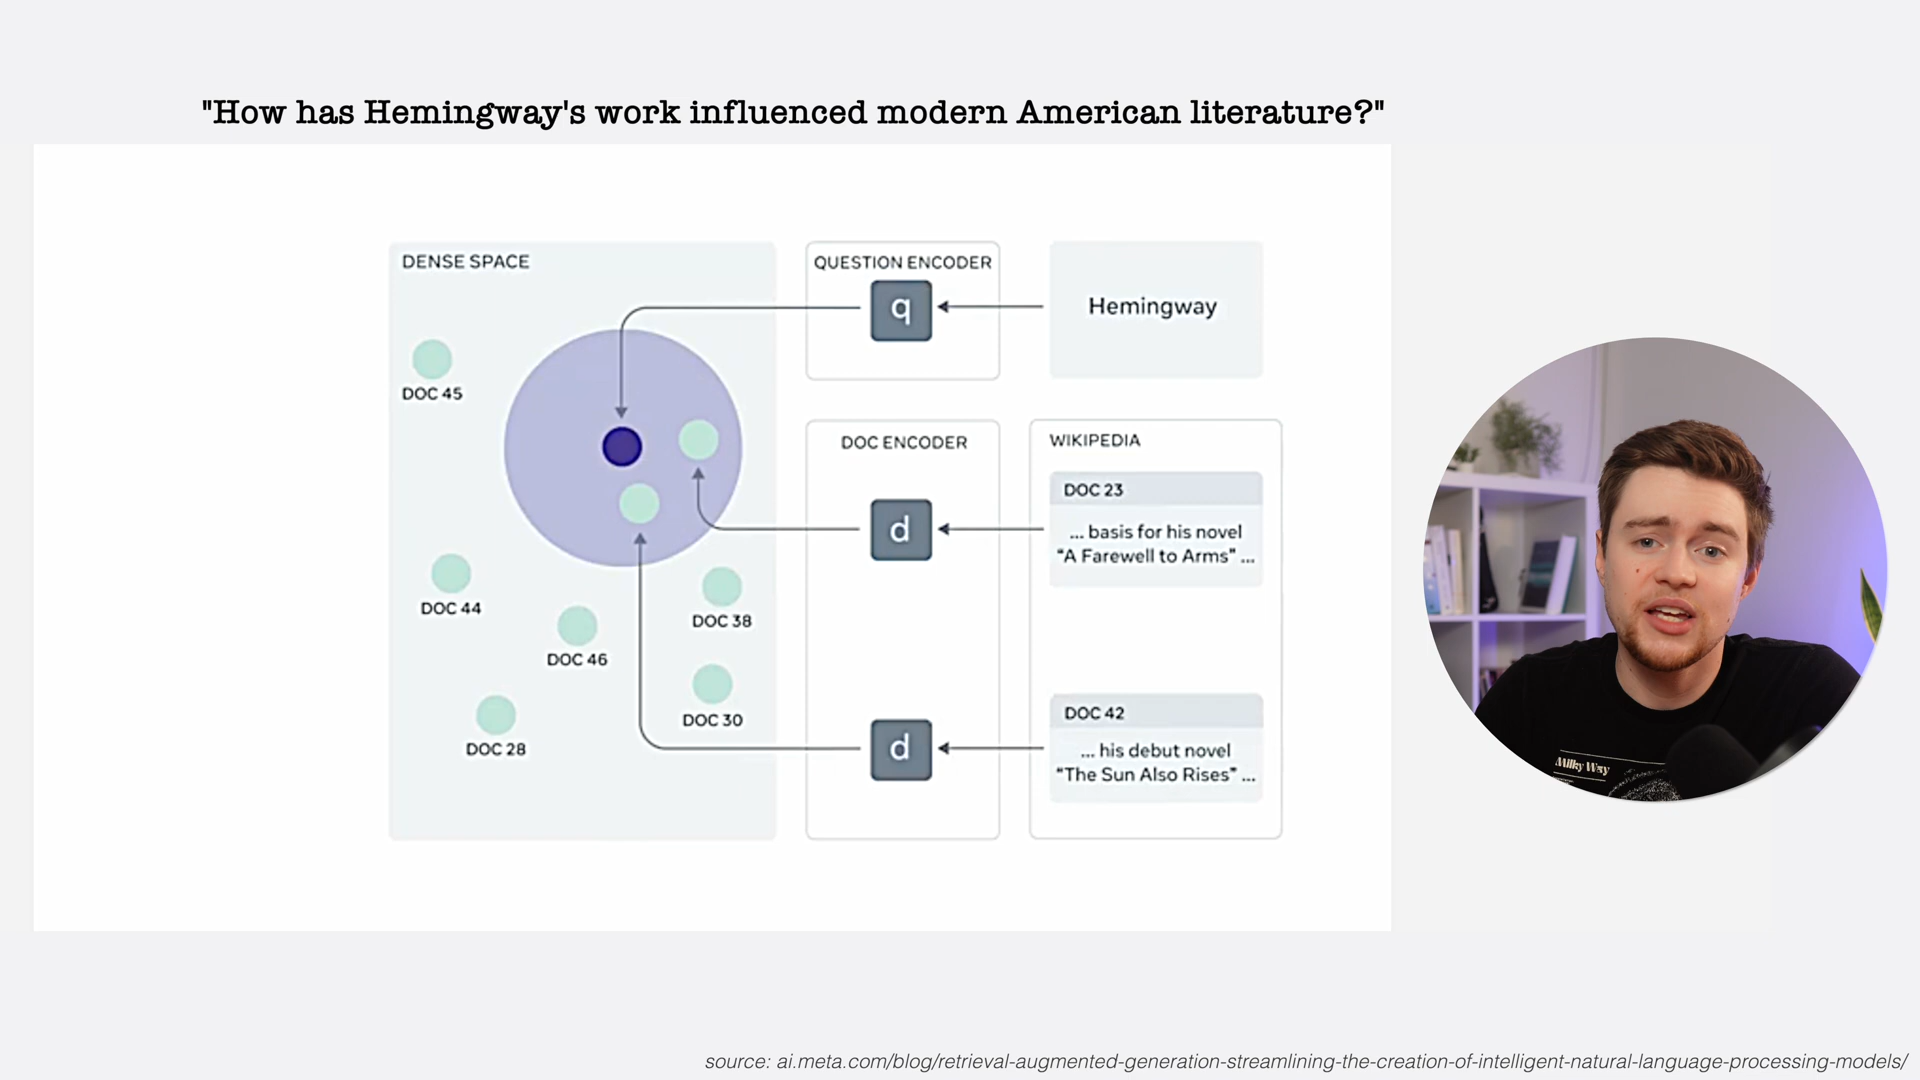 "How has Hemingway's work influenced modern American literature?"
DENSE SPACE
QUESTION ENCODER
q
Hemingway
DOC 45
DOC ENCODER
WIKIPEDIA
d
DOC 23
... basis for his novel
“A Farewell to Arms” ...
DOC 44
DOC 38
DOC 46
DOC 30
DOC 28
d
DOC 42
... his debut novel
“The Sun Also Rises” ...
Milky Way
source: ai.meta.com/blog/retrieval-augmented-generation-streamlining-the-creation-of-intelligent-natural-language-processing-models/